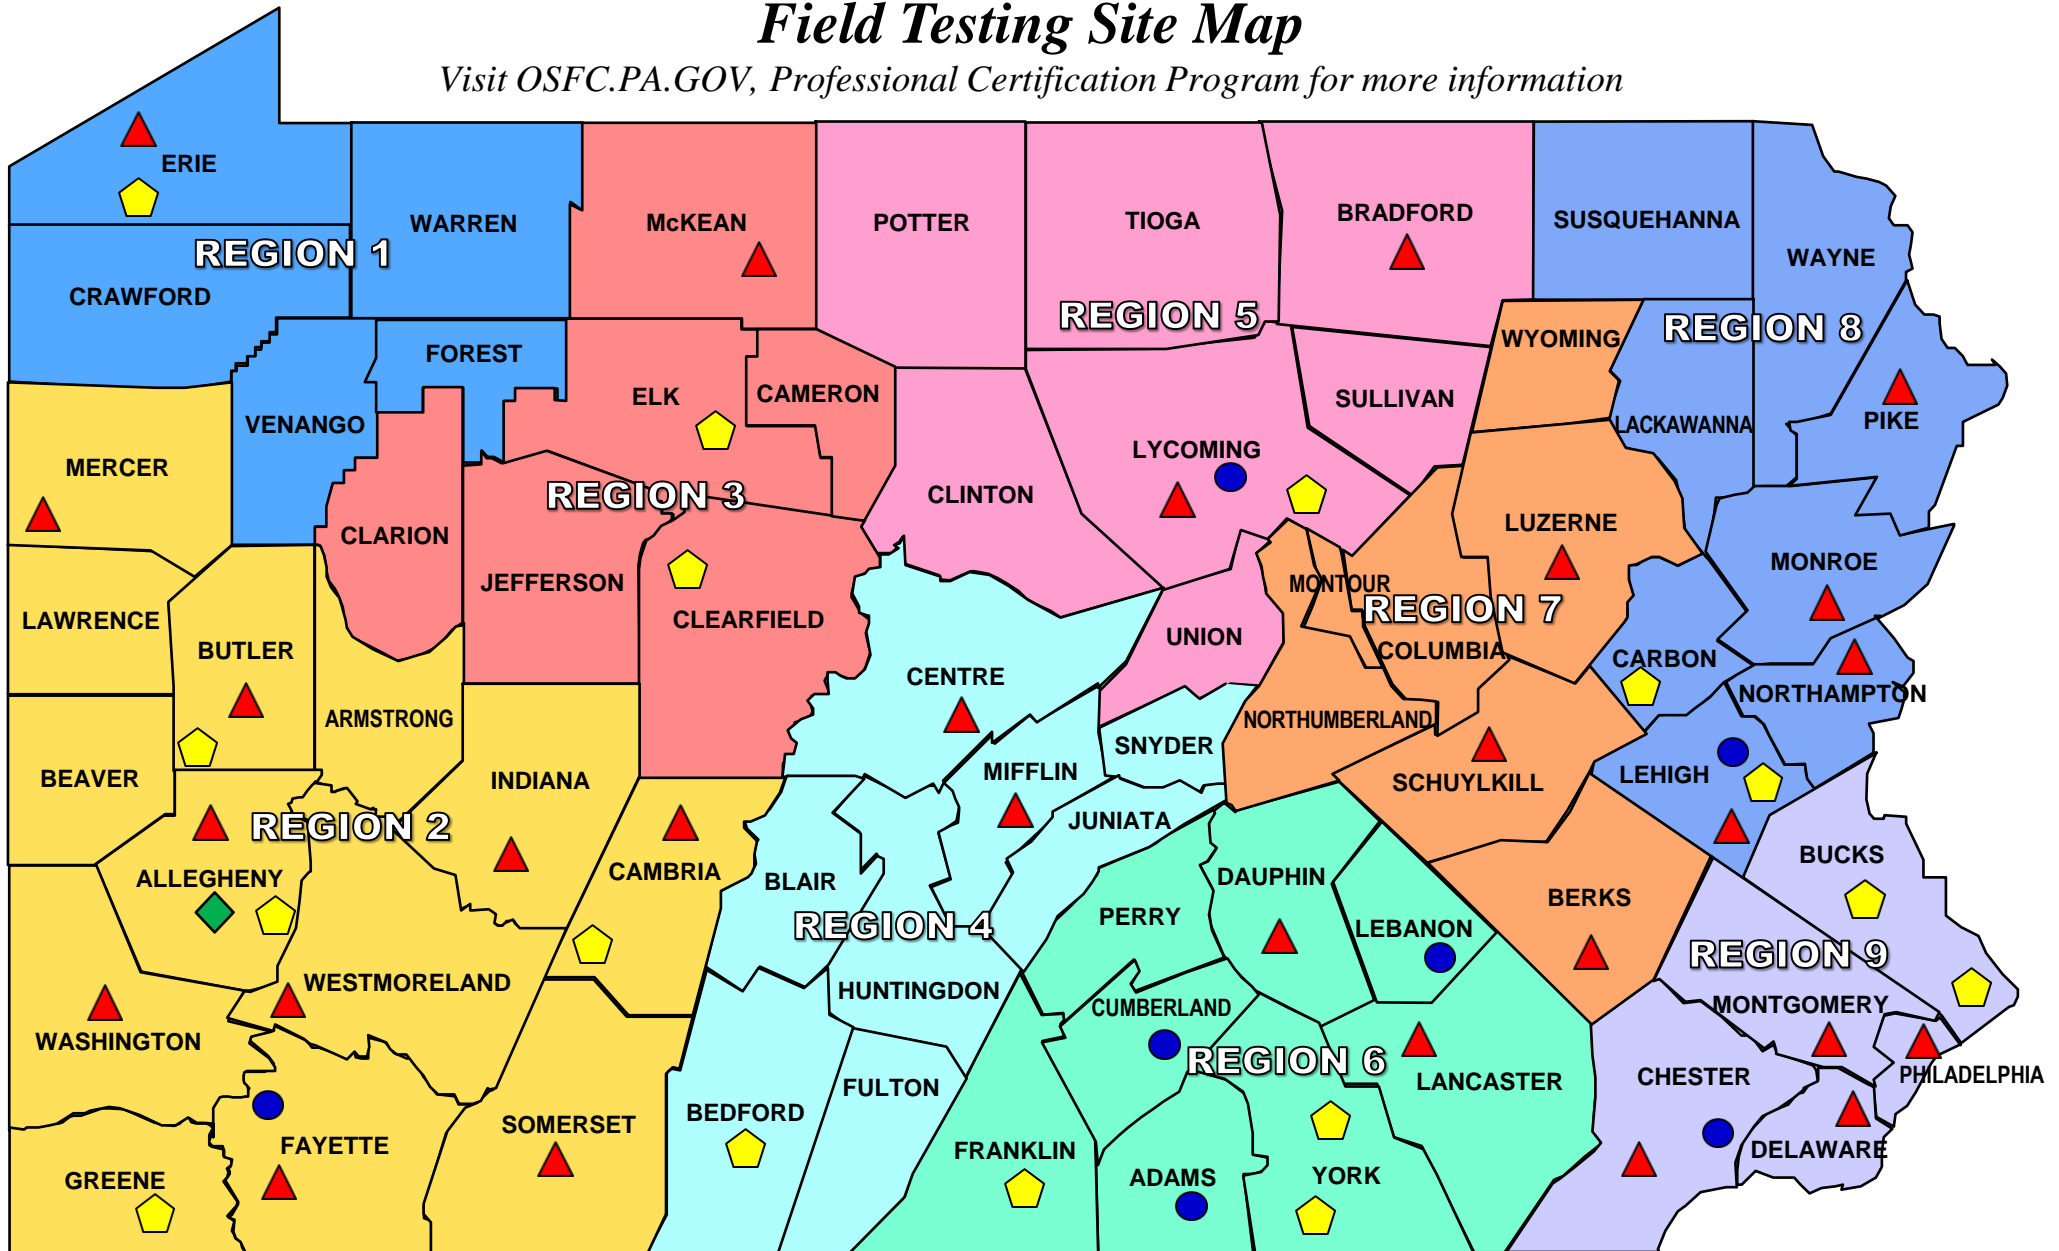 Field Testing Site Map
Visit OSFC.PA.GOV, Professional Certification Program for more information
ERIE
WARREN
McKEAN
POTTER
TIOGA
BRADFORD
SUSQUEHANNA
WAYNE
REGION 1
CRAWFORD
REGION 5
REGION 8
WYOMING
FOREST
ELK
CAMERON
SULLIVAN
PIKE
VENANGO
LACKAWANNA
MERCER
LYCOMING
REGION 3
CLINTON
LUZERNE
CLARION
MONROE
JEFFERSON
MONTOUR
REGION 7
LAWRENCE
CLEARFIELD
UNION
BUTLER
COLUMBIA
CARBON
CENTRE
NORTHAMPTON
ARMSTRONG
NORTHUMBERLAND
SNYDER
BEAVER
INDIANA
MIFFLIN
LEHIGH
SCHUYLKILL
REGION 2
JUNIATA
BUCKS
ALLEGHENY
CAMBRIA
BLAIR
DAUPHIN
BERKS
PERRY
REGION 4
LEBANON
REGION 9
WESTMORELAND
HUNTINGDON
CUMBERLAND
MONTGOMERY
WASHINGTON
REGION 6
FULTON
LANCASTER
CHESTER
PHILADELPHIA
BEDFORD
SOMERSET
FAYETTE
FRANKLIN
DELAWARE
GREENE
ADAMS
YORK